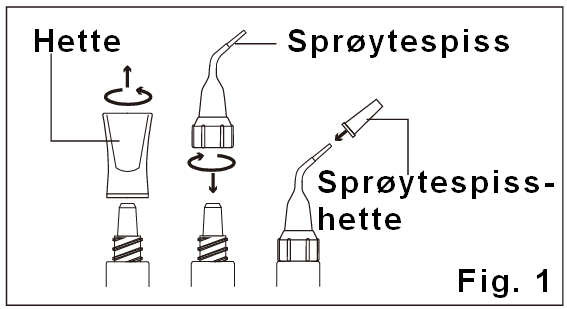 Hette
Sprøytespiss
Sprøytespiss-
hette
Fig. 1